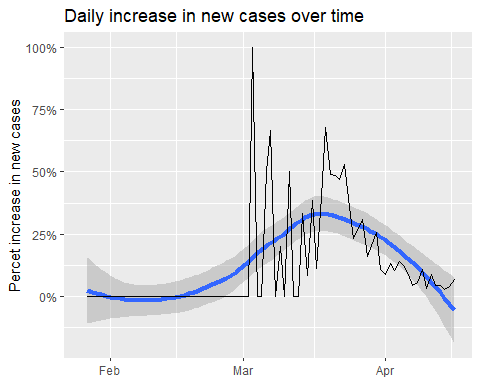 Daily increase in new cases over time
Percet increase in new cases
100%
75%
50%
25%
0%
Feb
Mar
Apr